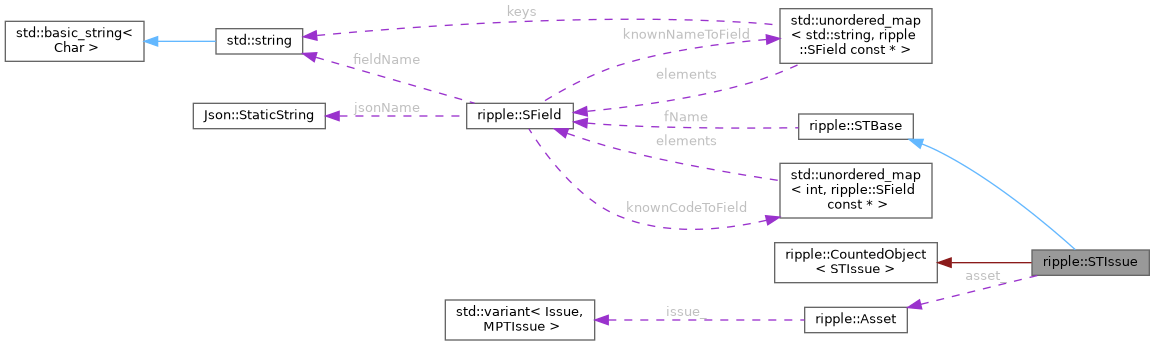 std::basic_string<
Char >
std::string
keys
std::unordered_map
< std::string, ripple
::SField const * >
knownNameToField
fieldName
elements
Json::StaticString
jsonName
ripple::SField
fName
ripple::STBase
elements
std::unordered_map
< int, ripple::SField
const * >
knownCodeToField
ripple::CountedObject
< STIssue >
ripple::STIssue
asset_
std::variant< Issue,
MPTIssue >
issue_
ripple::Asset